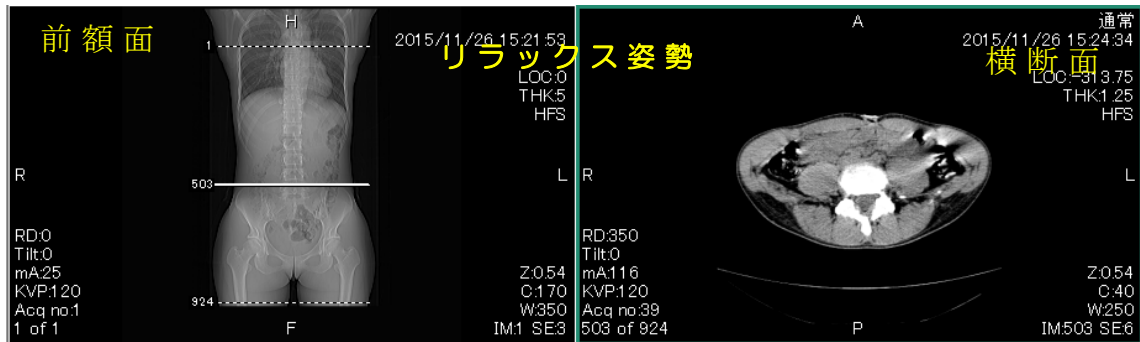 前額面
リラックス姿勢
横断面
H
1
2015/11/26 15:21:53
LOC:0
THK:5
HFS
R
L
503
RD:0
Tilt:0
mA:25
KVP:120
Acq no:1
1 of 1
924
F
Z:0.54
C:170
W:350
IM:1 SE:3
A
通常
2015/11/26 15:24:34
LOC:-313.75
THK:1.25
HFS
R
L
RD:350
Tilt:0
mA:116
KVP:120
Acq no:39
503 of 924
P
Z:0.54
C:40
W:250
IM:503 SE:6